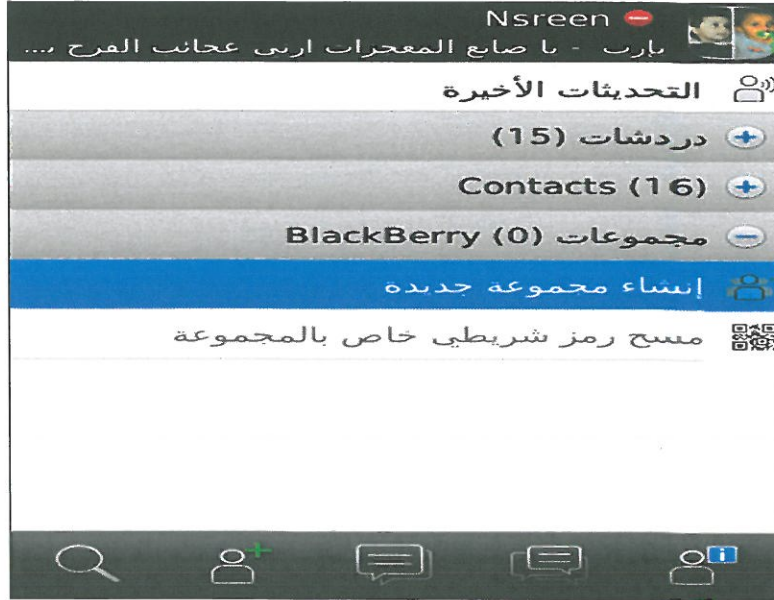 Nsreen
يارب - يا صانع المعجزات ارني عجائب الفرح ب...
التحديثات الأخيرة
دردشات (15)
Contacts (16)
مجموعات BlackBerry (0)
إنشاء مجموعة جديدة
مسح رمز شريطي خاص بالمجموعة